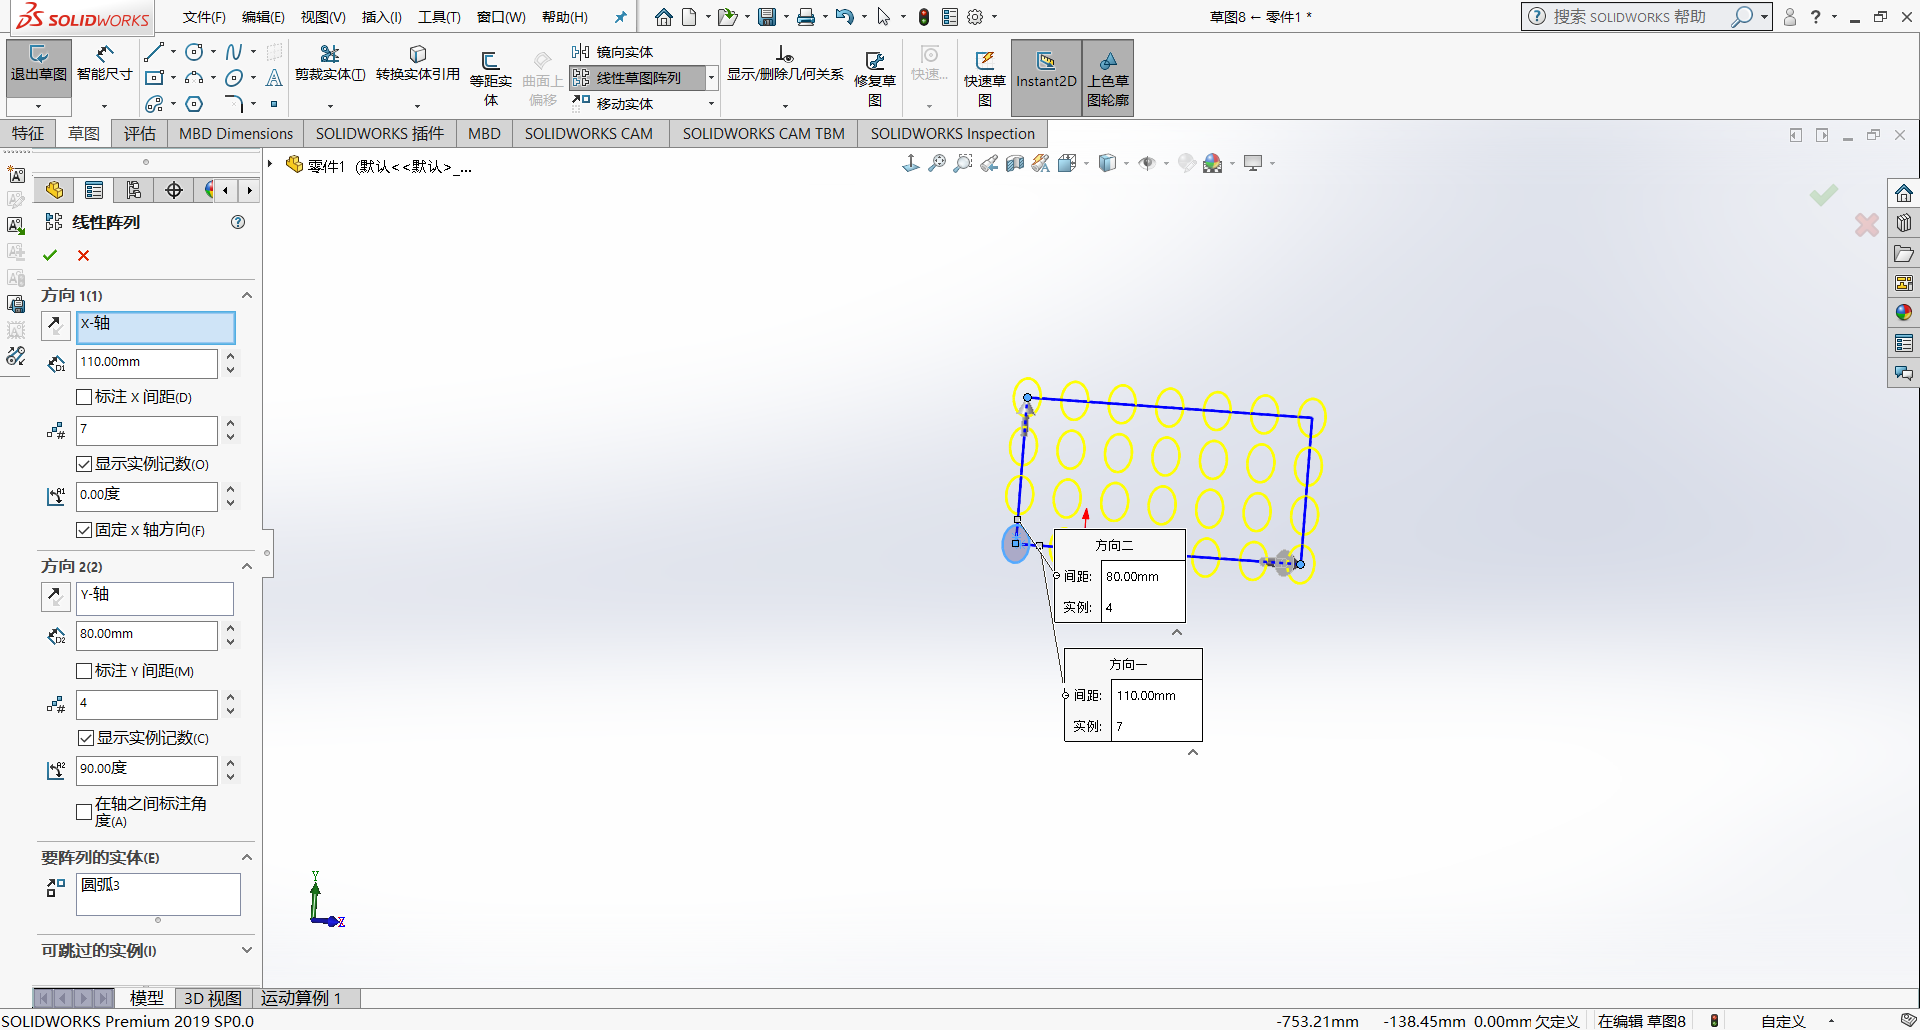 SOLIDWORKS 文件(F) 编辑(E) 视图(V) 插入(I) 工具(T) 窗口(W) 帮助(H) 草图8 ← 零件1 * 搜索 SOLIDWORKS 帮助
退出草图 智能尺寸 剪裁实体(T) 转换实体引用 等距实体 曲面上偏移 镜向实体 线性草图阵列 移动实体 显示/删除几何关系 修复草图 快速... 快速草图 Instant2D 上色草图轮廓
特征 草图 评估 MBD Dimensions SOLIDWORKS 插件 MBD SOLIDWORKS CAM SOLIDWORKS CAM TBM SOLIDWORKS Inspection
零件1 (默认<<默认>_...
线性阵列
方向 1(1)
X-轴
110.00mm
标注 X 间距(D)
7
显示实例记数(O)
0.00度
固定 X 轴方向(F)
方向 2(2)
Y-轴
80.00mm
标注 Y 间距(M)
4
显示实例记数(C)
90.00度
在轴之间标注角
度(A)
要阵列的实体(E)
圆弧3
可跳过的实例(I)
方向二
间距: 80.00mm
实例: 4
方向一
间距: 110.00mm
实例: 7
Y
X
模型 3D 视图 运动算例 1
SOLIDWORKS Premium 2019 SP0.0 -753.21mm -138.45mm 0.00mm 欠定义 在编辑 草图8 自定义